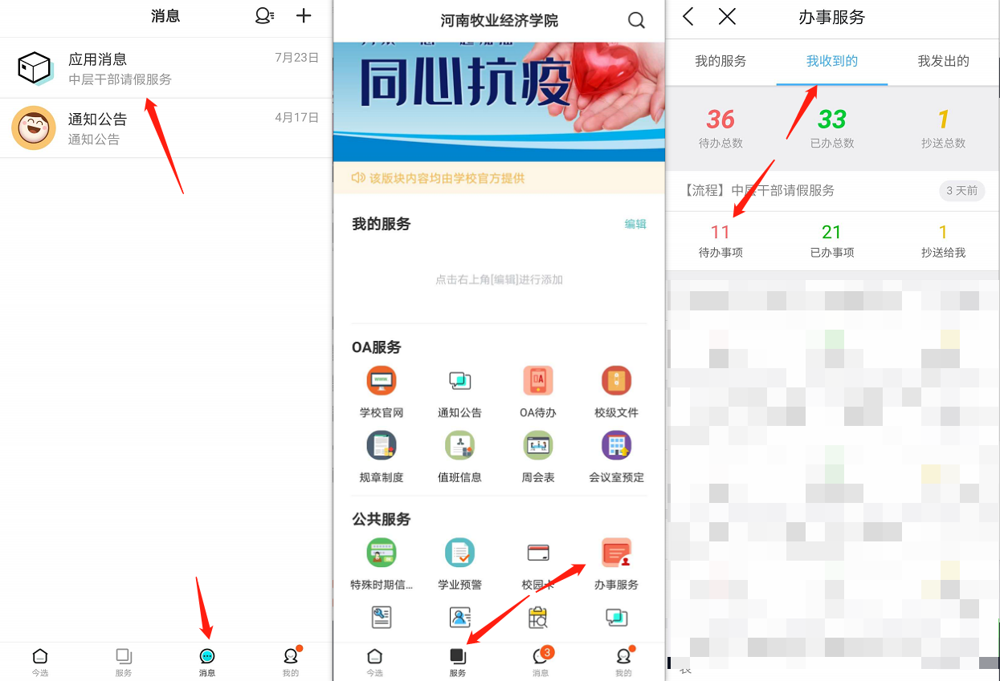 消息
应用消息
7月23日
中层干部请假服务
通知公告
4月17日
通知公告
今选
服务
消息
我的
河南牧业经济学院
同心抗疫
该版块内容均由学校官方提供
我的服务
编辑
点击右上角[编辑]进行添加
OA服务
WWW
OA
学校官网
通知公告
OA待办
校级文件
规章制度
值班信息
周会表
会议室预定
公共服务
特殊时期信...
学业预警
校园卡
办事服务
3
今选
服务
消息
我的
办事服务
我的服务
我收到的
我发出的
36
33
1
待办总数
已办总数
抄送总数
【流程】中层干部请假服务
3 天前
11
21
1
待办事项
已办事项
抄送给我